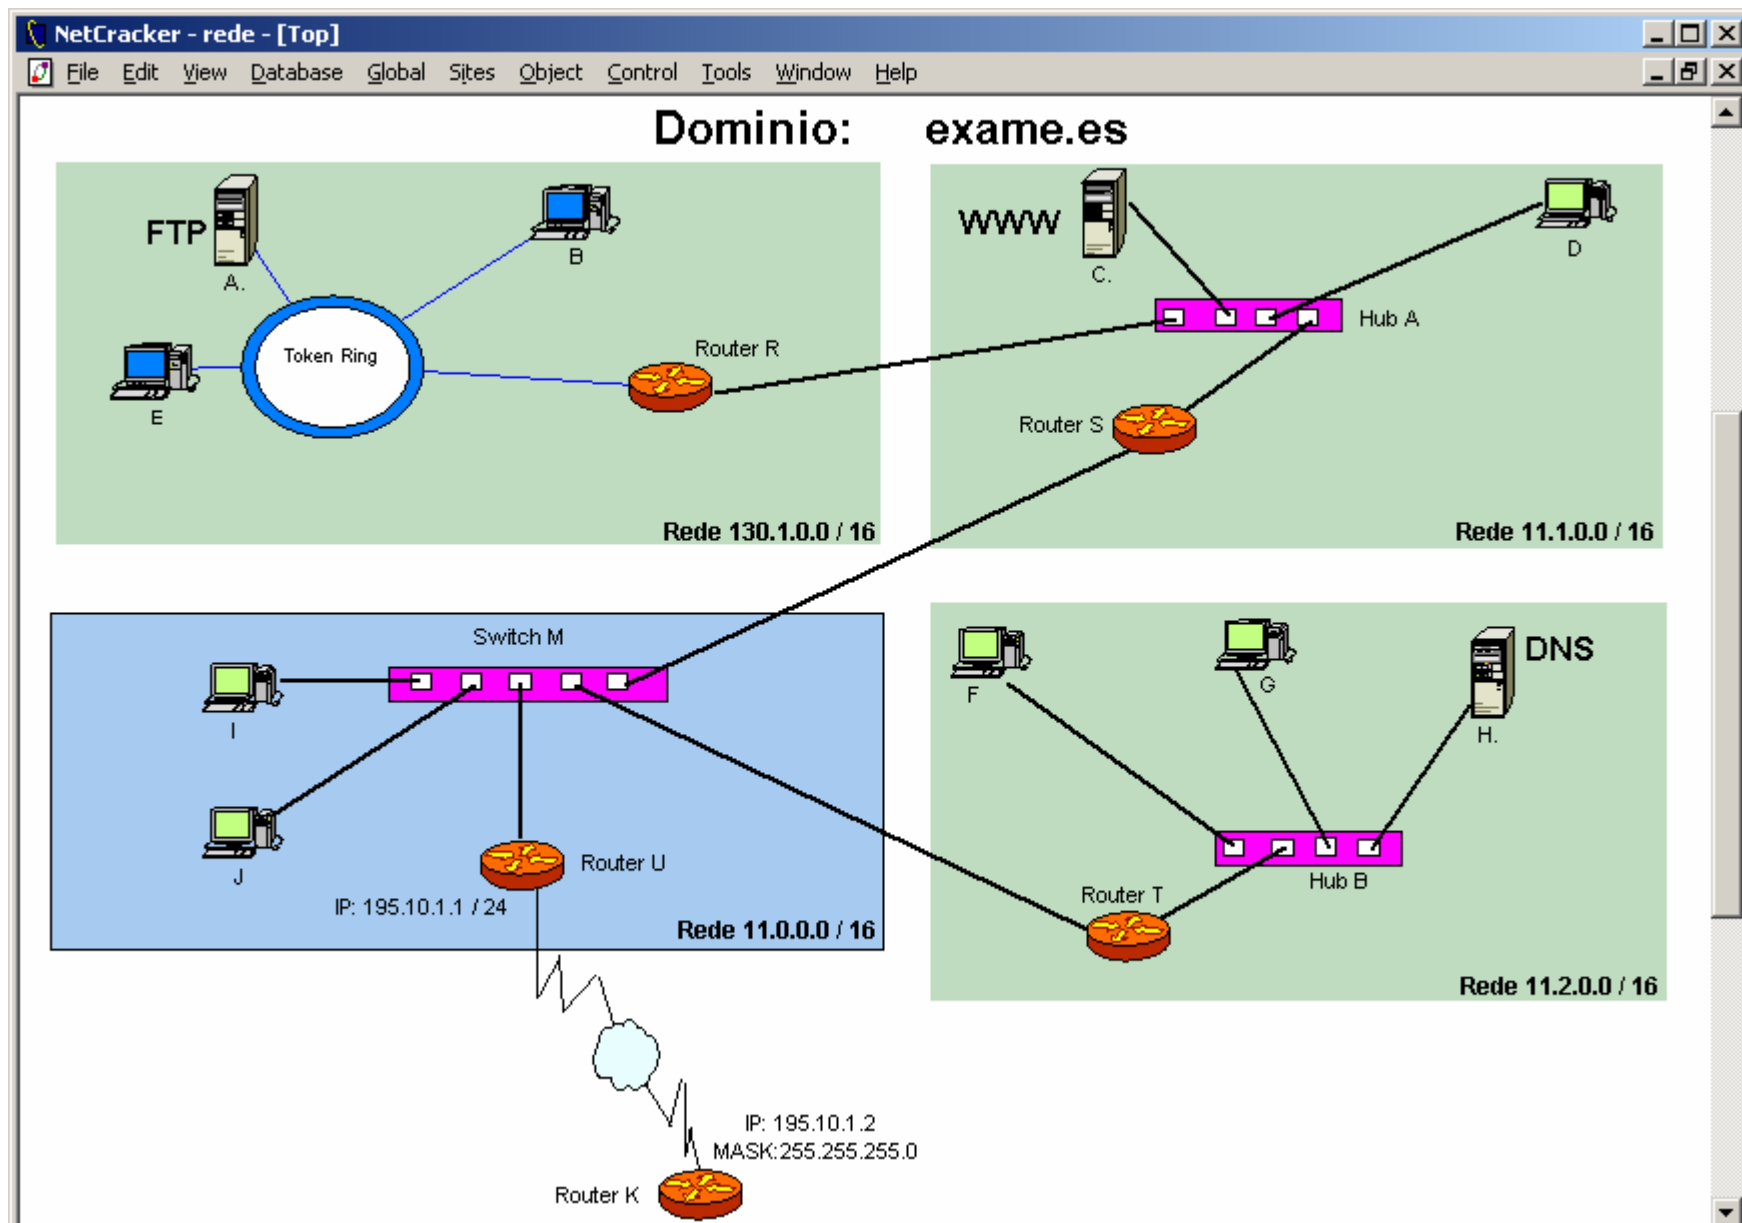 NetCracker - rede - [Top]
File Edit View Database Global Sites Object Control Tools Window Help
Dominio: exame.es
FTP
A.
B
E
Token Ring
Router R
Rede 130.1.0.0 / 16
WWW
C.
D
Hub A
Router S
Rede 11.1.0.0 / 16
Switch M
I
J
Router U
IP: 195.10.1.1 / 24
Rede 11.0.0.0 / 16
F
G
DNS
H.
Hub B
Router T
Rede 11.2.0.0 / 16
IP: 195.10.1.2
MASK:255.255.255.0
Router K